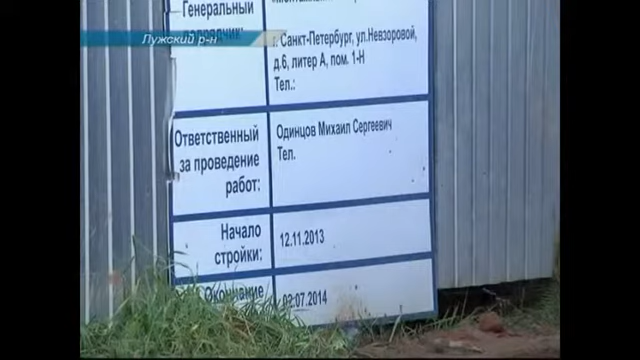 Генеральный
Лужский р-н
г. Санкт-Петербург, ул.Невзоровой,
д.6, литер А, пом. 1-Н
Тел.:
Ответственный
за проведение
работ:
Одинцов Михаил Сергеевич
Тел.
Начало
стройки:
12.11.2013
Окончание
02.07.2014